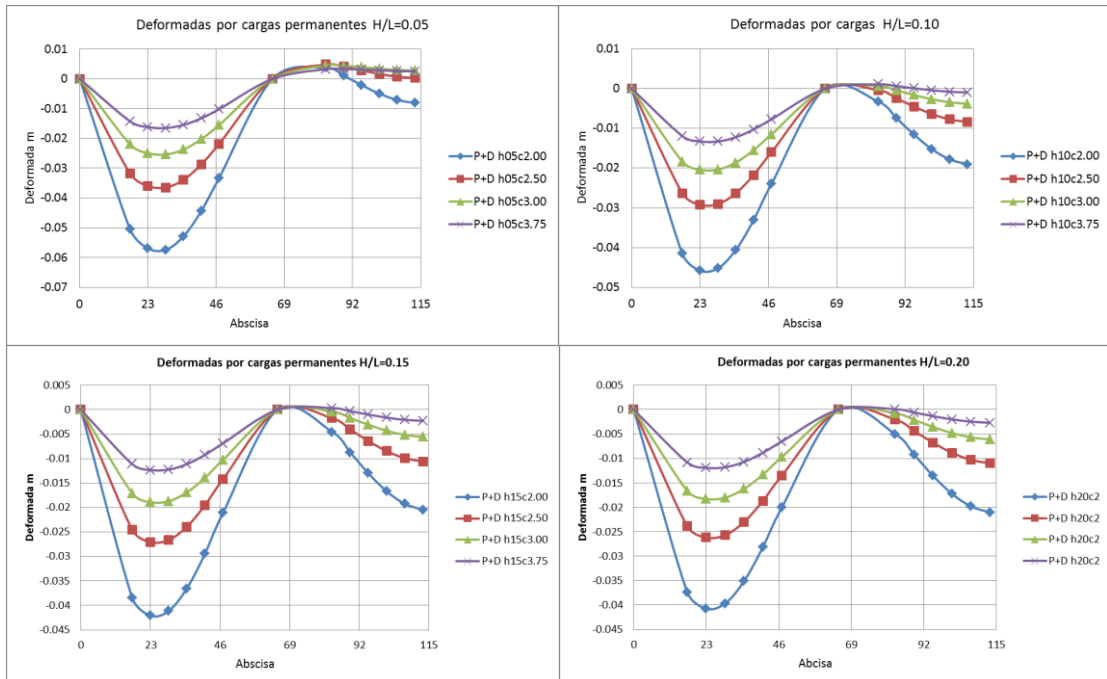 Deformadas por cargas permanentes H/L=0.05
0.01
0
-0.01
-0.02
-0.03
-0.04
-0.05
-0.06
-0.07
Deformada m
0 23 46 69 92 115
Abscisa
P+D h05c2.00
P+D h05c2.50
P+D h05c3.00
P+D h05c3.75
Deformadas por cargas H/L=0.10
0.01
0
-0.01
-0.02
-0.03
-0.04
-0.05
Deformada m
0 23 46 69 92 115
Abscisa
P+D h10c2.00
P+D h10c2.50
P+D h10c3.00
P+D h10c3.75
Deformadas por cargas permanentes H/L=0.15
0.005
0
-0.005
-0.01
-0.015
-0.02
-0.025
-0.03
-0.035
-0.04
-0.045
Deformada m
0 23 46 69 92 115
Abscisa
P+D h15c2.00
P+D h15c2.50
P+D h15c3.00
P+D h15c3.75
Deformadas por cargas permanentes H/L=0.20
0.005
0
-0.005
-0.01
-0.015
-0.02
-0.025
-0.03
-0.035
-0.04
-0.045
Deformada m
0 23 46 69 92 115
Abscisa
P+D h20c2
P+D h20c2
P+D h20c2
P+D h20c2